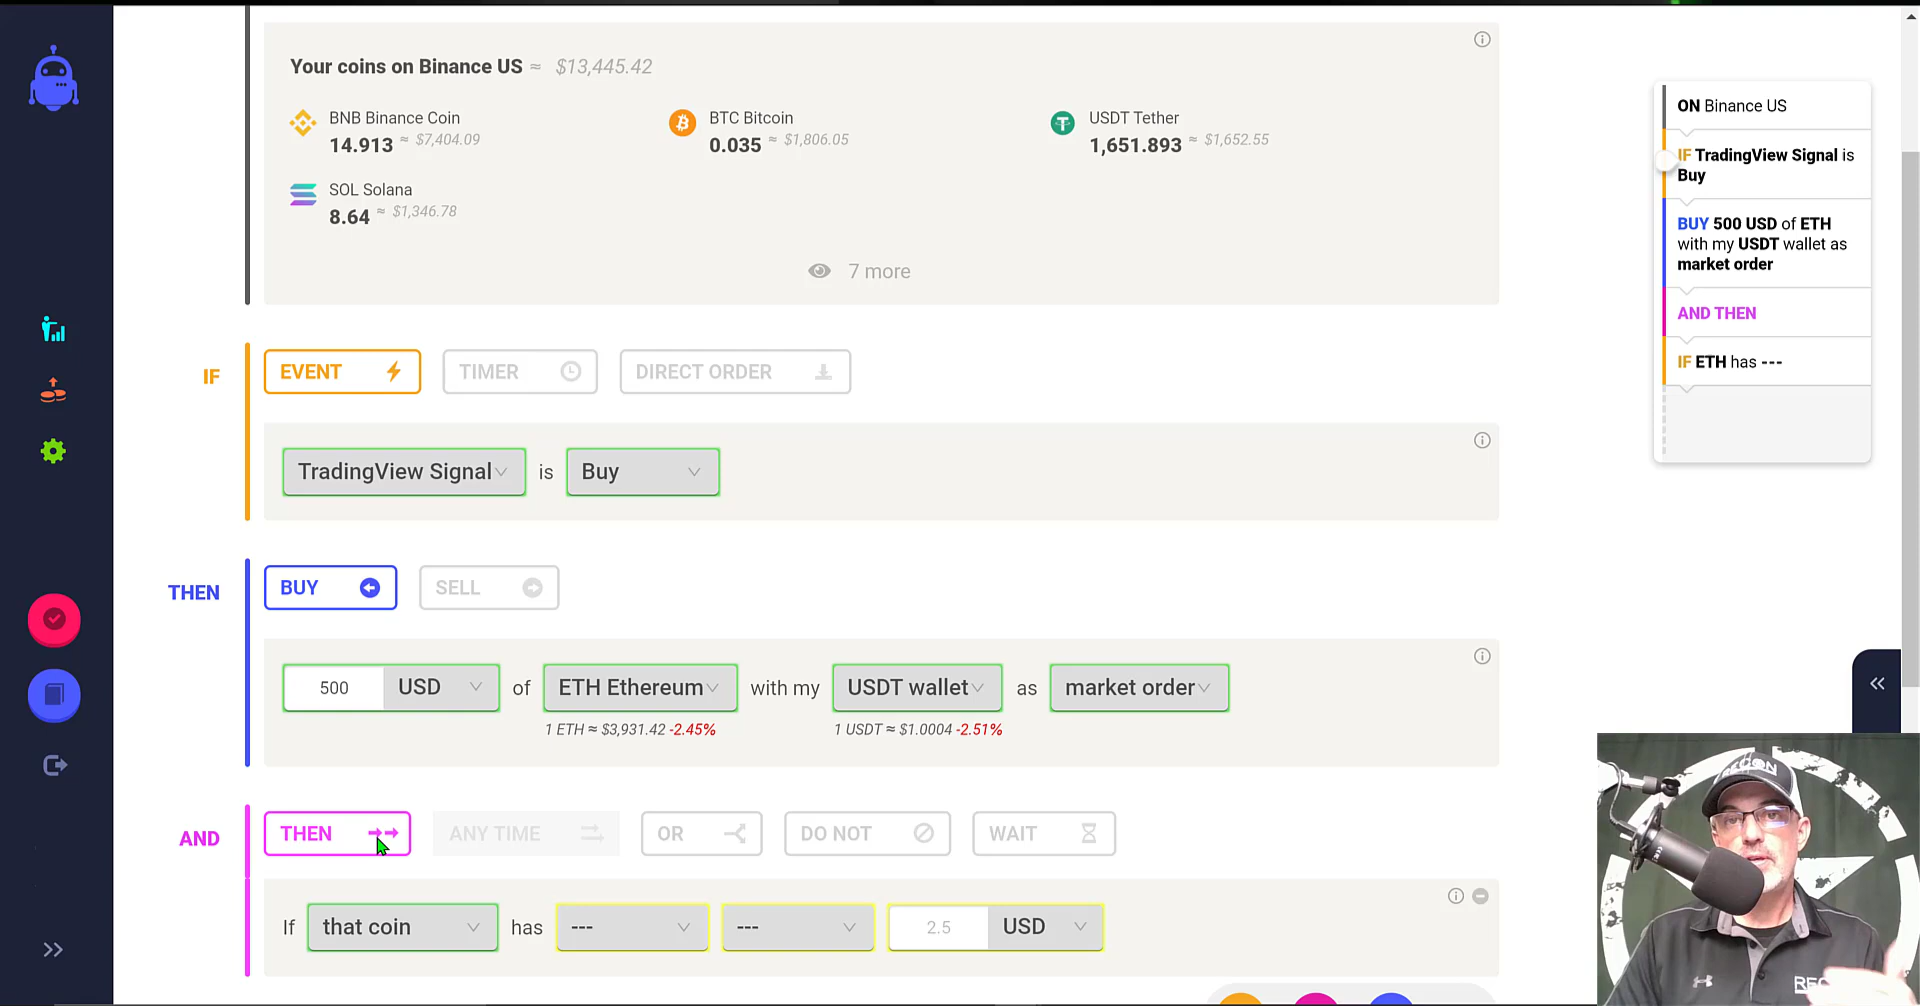 Your coins on Binance US ≈ $13,445.42
BNB Binance Coin
14.913 ≈ $7,404.09
BTC Bitcoin
0.035 ≈ $1,806.05
USDT Tether
1,651.893 ≈ $1,652.55
SOL Solana
8.64 ≈ $1,346.78
7 more
IF
EVENT
TIMER
DIRECT ORDER
TradingView Signal is Buy
THEN
BUY
SELL
500 USD of ETH Ethereum with my USDT wallet as market order
1 ETH ≈ $3,931.42 -2.45%
1 USDT ≈ $1.0004 -2.51%
AND
THEN
ANY TIME
OR
DO NOT
WAIT
If that coin has --- --- 2.5 USD
ON Binance US
IF TradingView Signal is
Buy
BUY 500 USD of ETH
with my USDT wallet as
market order
AND THEN
IF ETH has ---
RECON